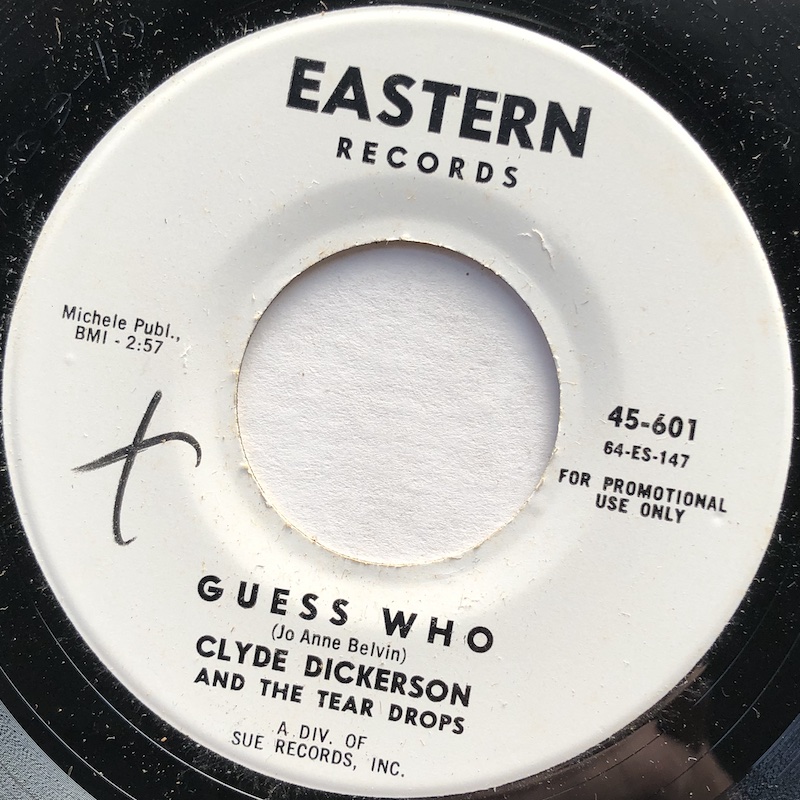 EASTERN
RECORDS
Michele Publ.,
BMI - 2:57
45-601
64-ES-147
FOR PROMOTIONAL
USE ONLY
GUESS WHO
(Jo Anne Belvin)
CLYDE DICKERSON
AND THE TEAR DROPS
A DIV. OF
SUE RECORDS, INC.